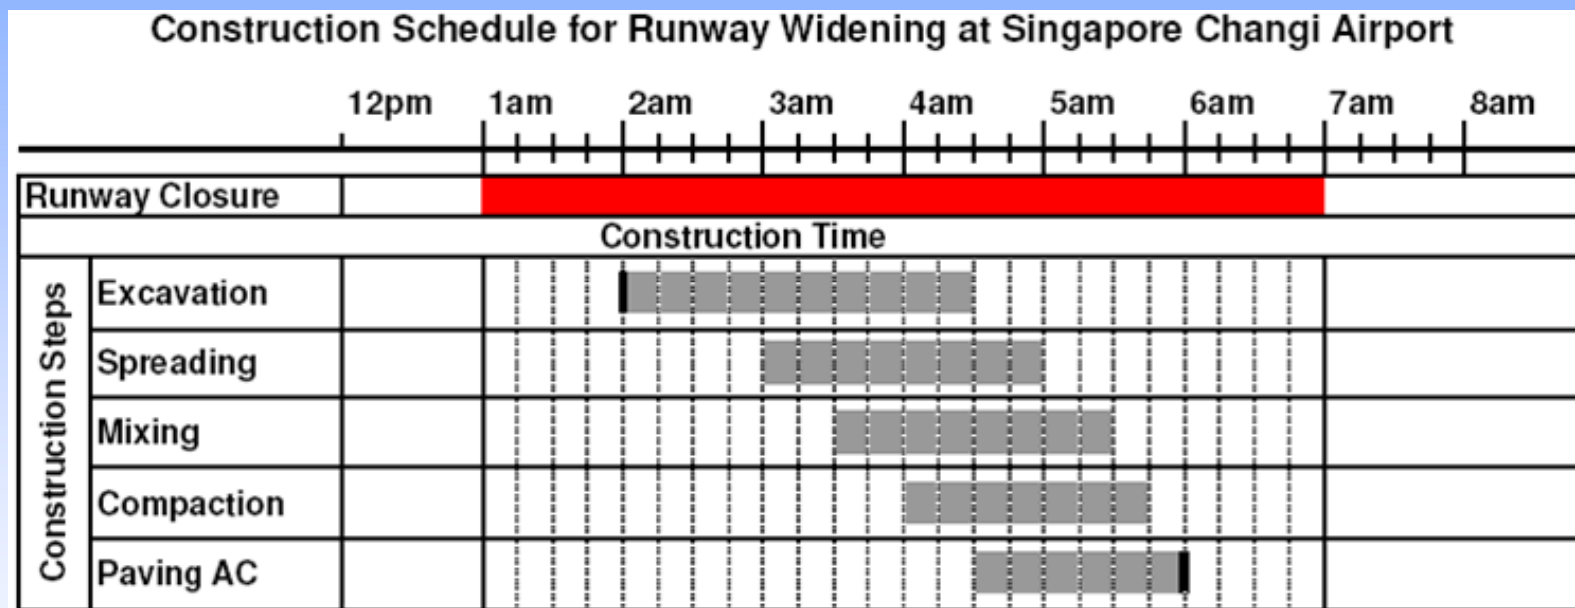 Construction Schedule for Runway Widening at Singapore Changi Airport
12pm 1am 2am 3am 4am 5am 6am 7am 8am
Runway Closure
Construction Time
Construction Steps
Excavation
Spreading
Mixing
Compaction
Paving AC